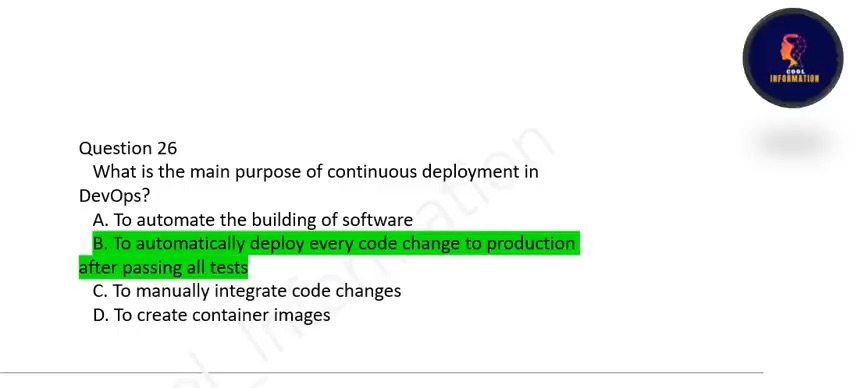 COOL
INFORMATION
Question 26
What is the main purpose of continuous deployment in
DevOps?
A. To automate the building of software
B. To automatically deploy every code change to production
after passing all tests
C. To manually integrate code changes
D. To create container images